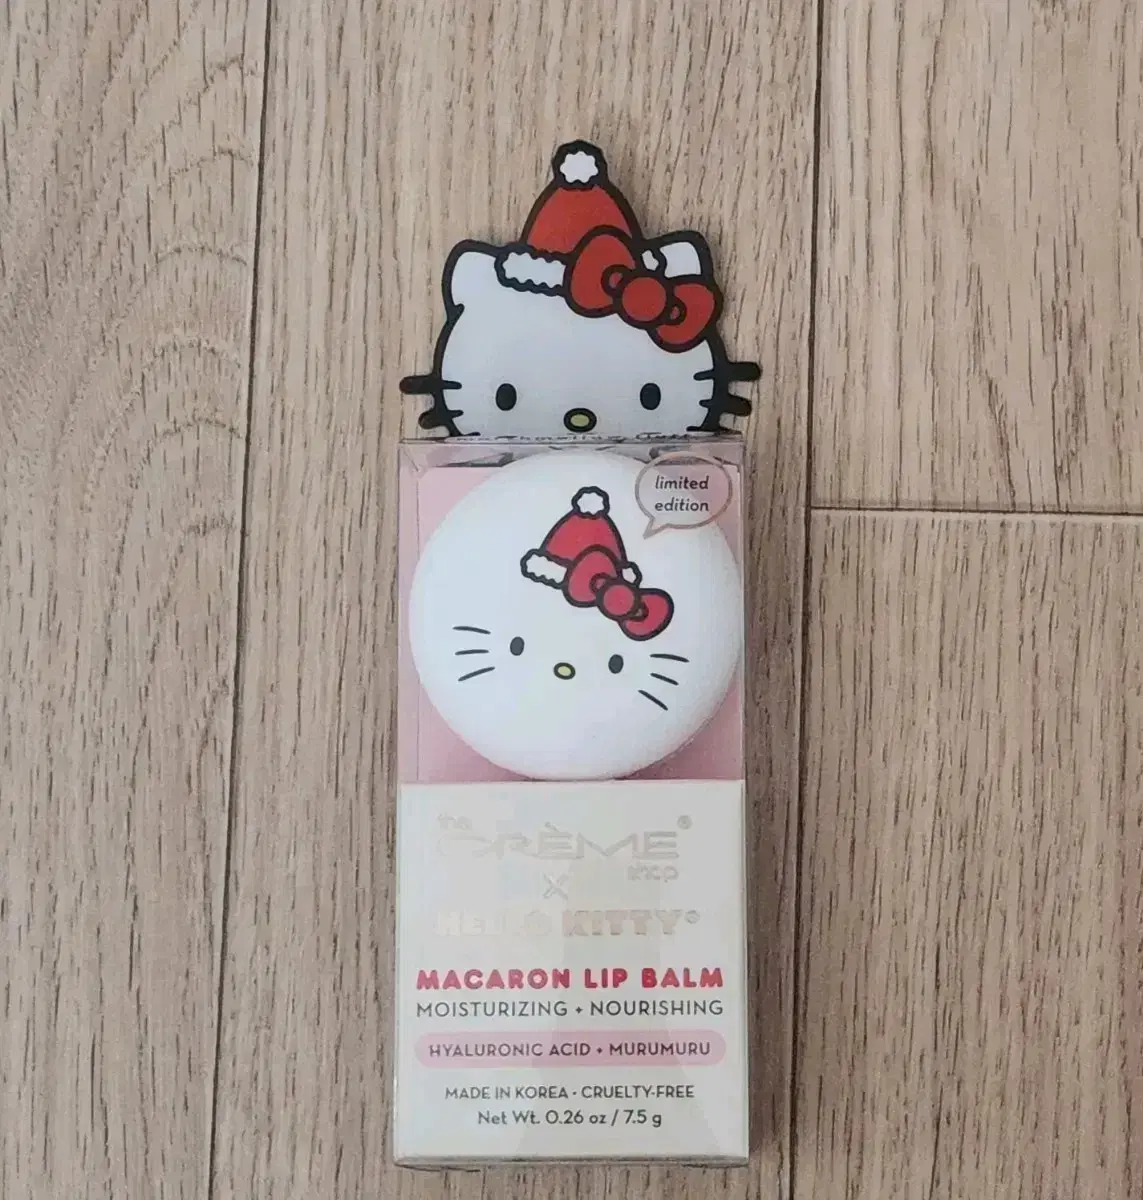 limited
edition
the
CRÈME®
shop
X
HELLO KITTY®
MACARON LIP BALM
MOISTURIZING + NOURISHING
HYALURONIC ACID + MURUMURU
MADE IN KOREA • CRUELTY-FREE
Net Wt. 0.26 oz / 7.5 g